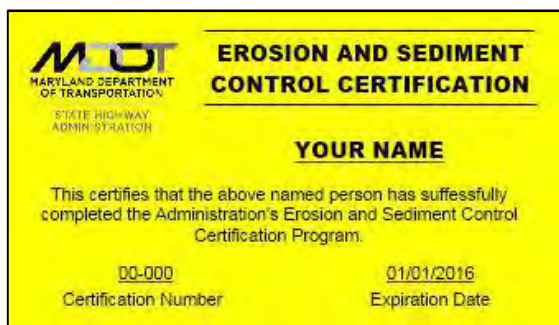 MDOT
MARYLAND DEPARTMENT
OF TRANSPORTATION
STATE HIGHWAY
ADMINISTRATION
EROSION AND SEDIMENT
CONTROL CERTIFICATION
YOUR NAME
This certifies that the above named person has suffessfully
completed the Administration's Erosion and Sediment Control
Certification Program.
00-000
Certification Number
01/01/2016
Expiration Date